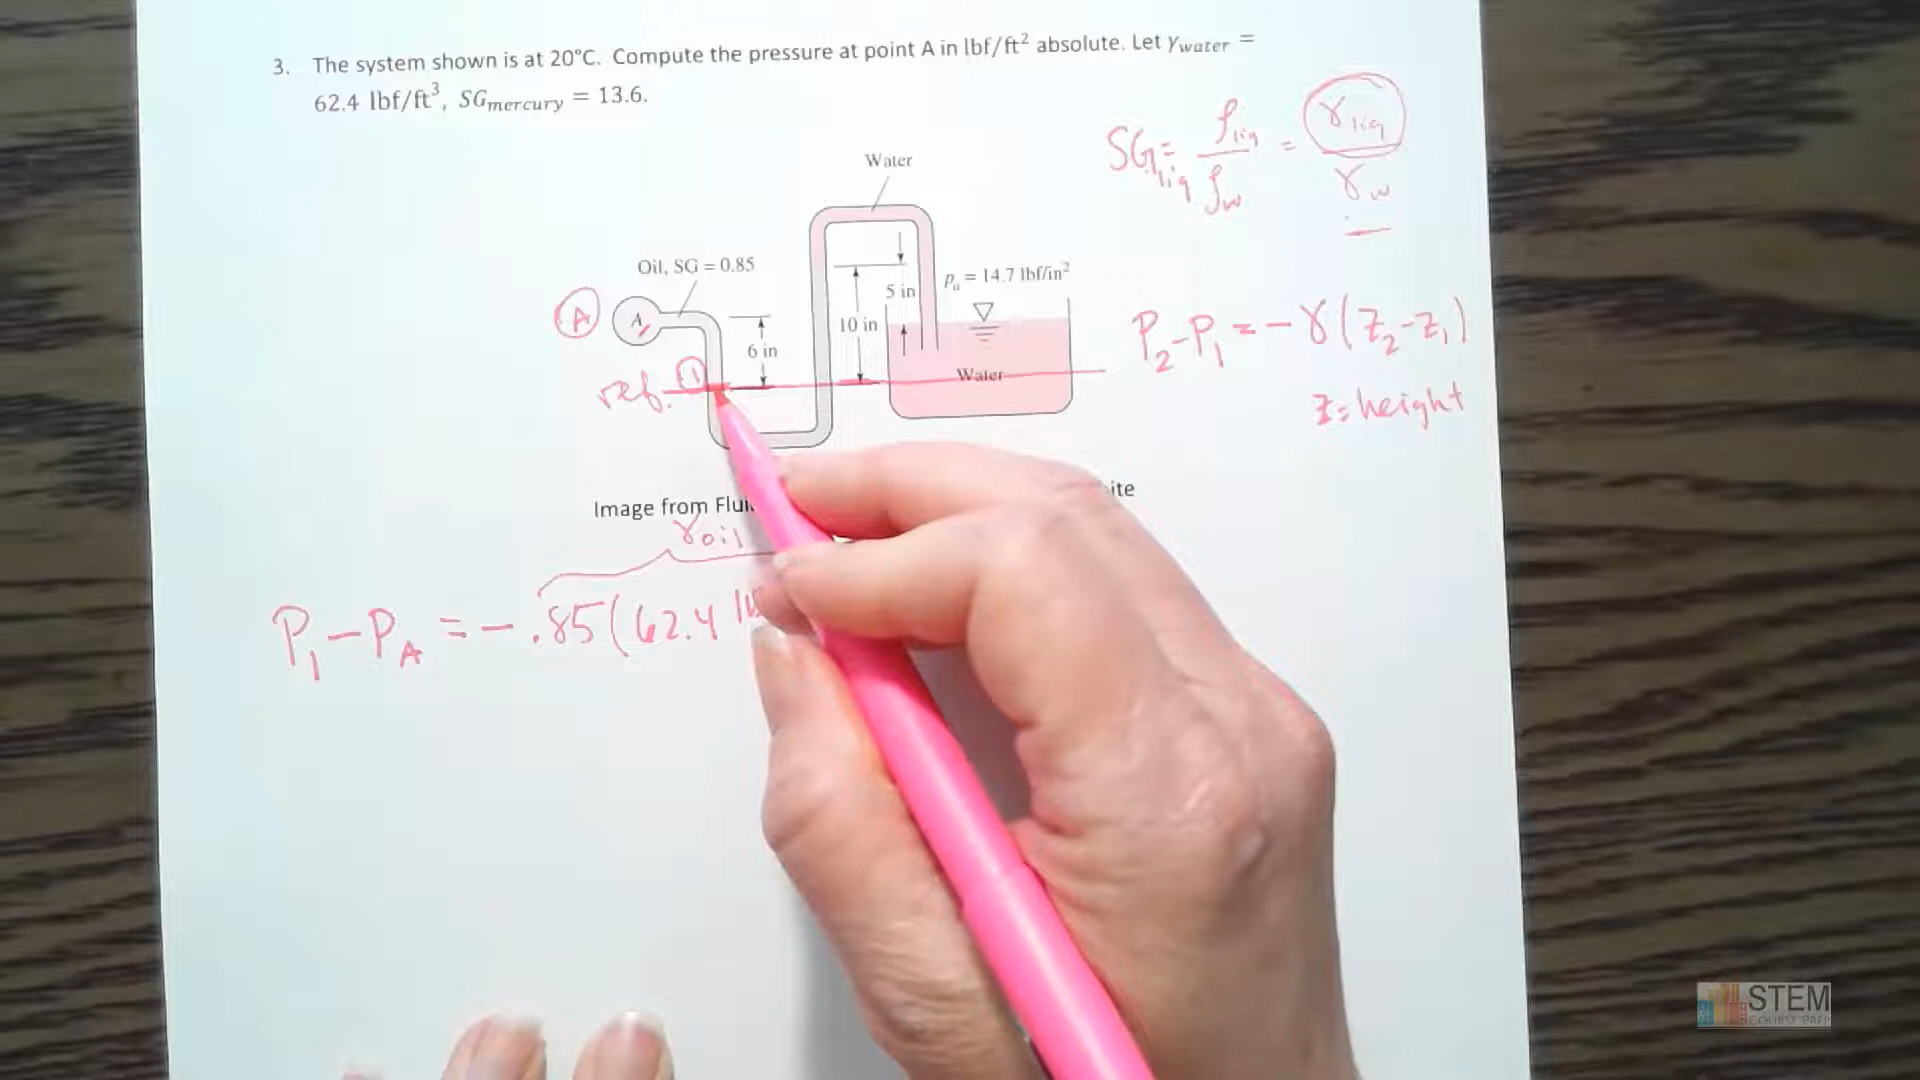 3. The system shown is at 20°C. Compute the pressure at point A in lbf/ft² absolute. Let γwater =
62.4 lbf/ft³, SGmercury = 13.6.
SGliq = ρliq / ρw = γliq / γw
Water
Oil, SG = 0.85
pa = 14.7 lbf/in²
5 in
A
A
10 in
6 in
P2 - P1 = - γ(z2 - z1)
1
ref.
Water
z = height
Image from
γoil
P1 - PA = - .85(62.4
STEM
COURSE PREP